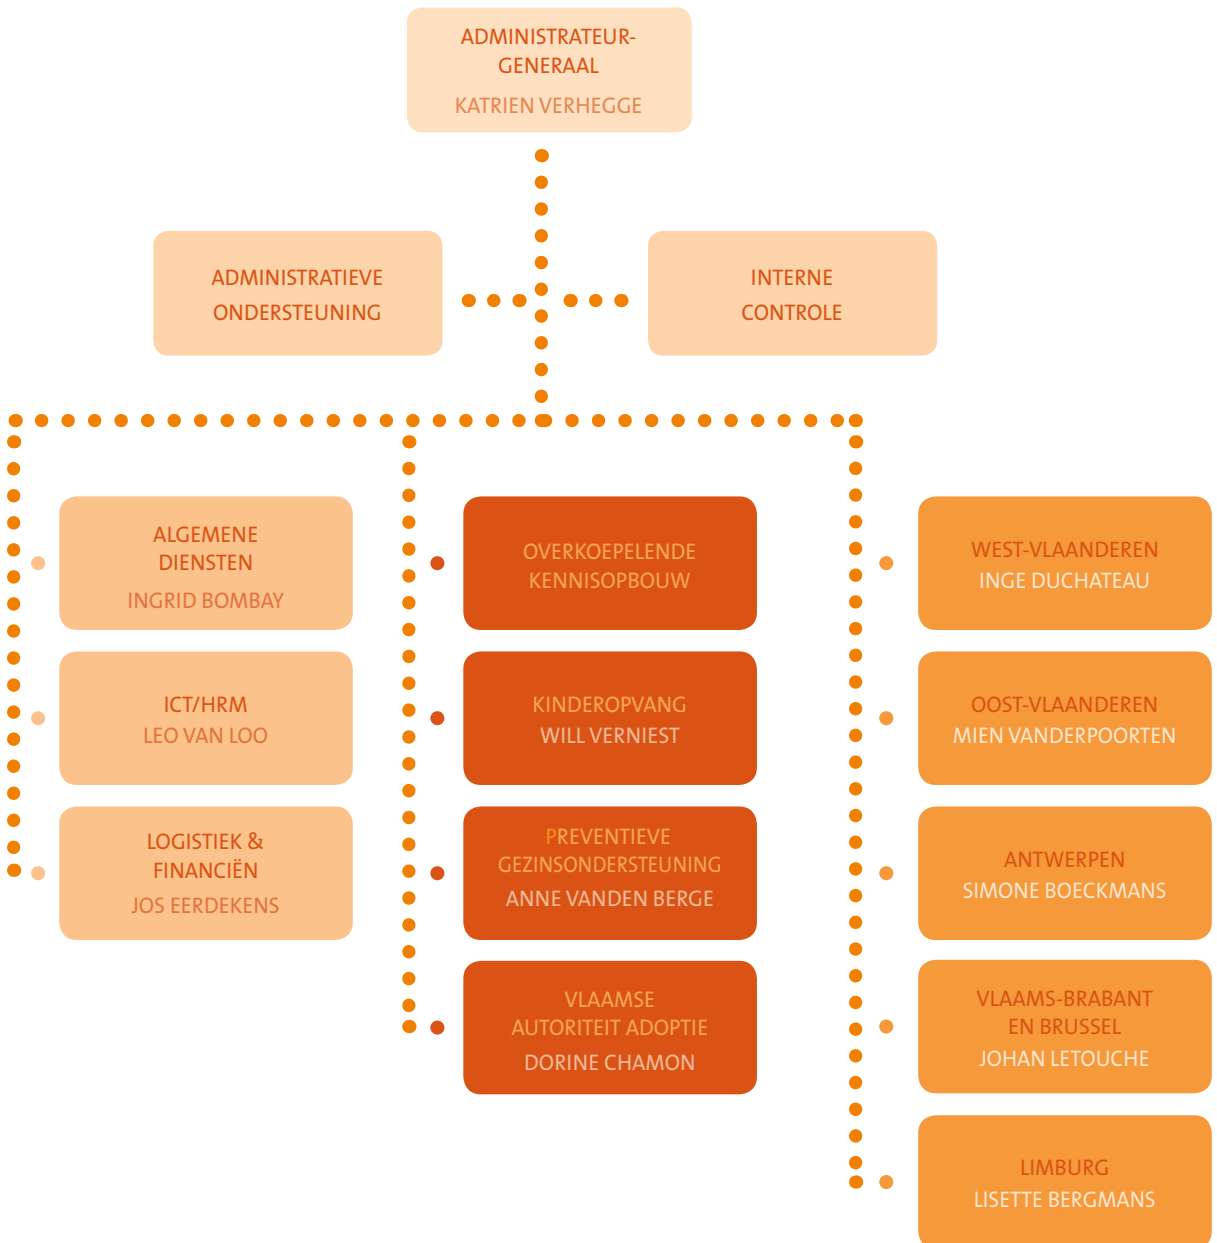 ADMINISTRATEUR-
GENERAAL
KATRIEN VERHEGGE
ADMINISTRATIEVE
ONDERSTEUNING
INTERNE
CONTROLE
ALGEMENE
DIENSTEN
INGRID BOMBAY
ICT/HRM
LEO VAN LOO
LOGISTIEK &
FINANCIËN
JOS EERDEKENS
OVERKOEPELENDE
KENNISOPBOUW
KINDEROPVANG
WILL VERNIEST
PREVENTIEVE
GEZINSONDERSTEUNING
ANNE VANDEN BERGE
VLAAMSE
AUTORITEIT ADOPTIE
DORINE CHAMON
WEST-VLAANDEREN
INGE DUCHATEAU
OOST-VLAANDEREN
MIEN VANDERPOORTEN
ANTWERPEN
SIMONE BOECKMANS
VLAAMS-BRABANT
EN BRUSSEL
JOHAN LETOUCHE
LIMBURG
LISETTE BERGMANS